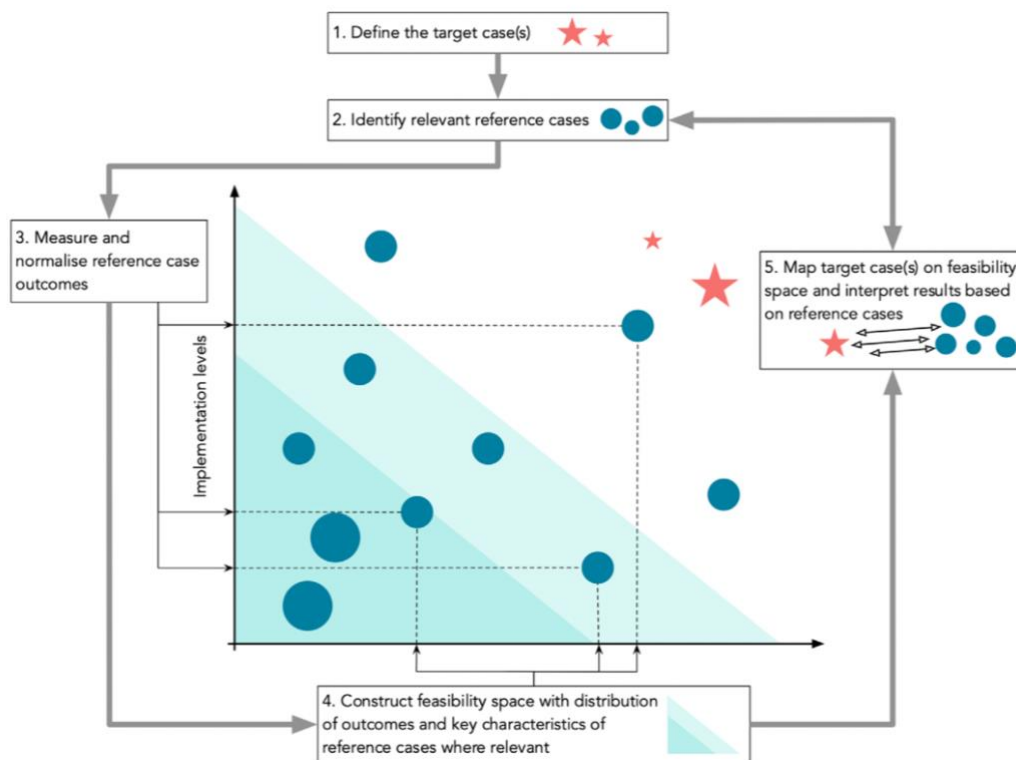 1. Define the target case(s)
2. Identify relevant reference cases
3. Measure and
normalise reference case
outcomes
Implementation levels
5. Map target case(s) on feasibility
space and interpret results based
on reference cases
4. Construct feasibility space with distribution
of outcomes and key characteristics of
reference cases where relevant